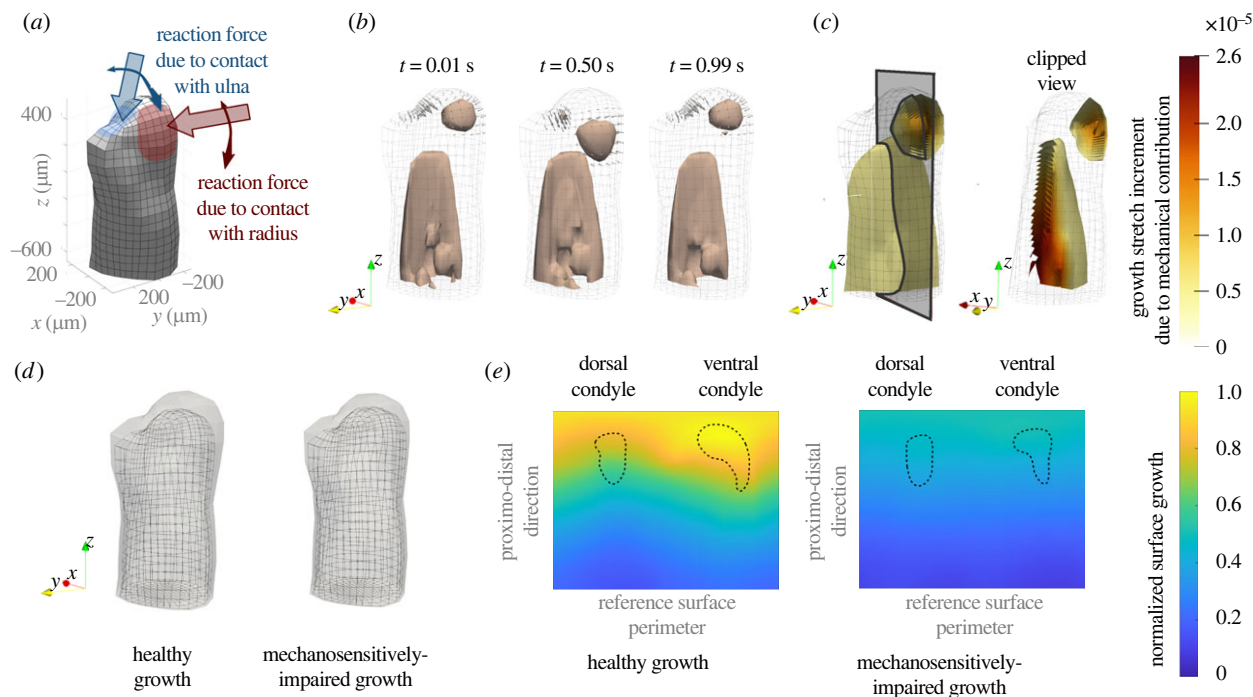 (a)
reaction force
due to contact
with ulna
400
z (μm)
−600
200
−200
x (μm)
200
−200
y (μm)
reaction force
due to contact
with radius
(b)
t = 0.01 s
t = 0.50 s
t = 0.99 s
z
y
x
(c)
clipped
view
z
y
x
z
x
y
×10⁻⁵
2.6
2.0
1.5
1.0
0.5
0
growth stretch increment
due to mechanical contribution
(d)
z
y
x
healthy
growth
mechanosensitively-
impaired growth
(e)
dorsal
condyle
ventral
condyle
proximo-distal
direction
reference surface
perimeter
healthy growth
dorsal
condyle
ventral
condyle
proximo-distal
direction
reference surface
perimeter
mechanosensitively-
impaired growth
1.0
0.8
0.6
0.4
0.2
0
normalized surface growth